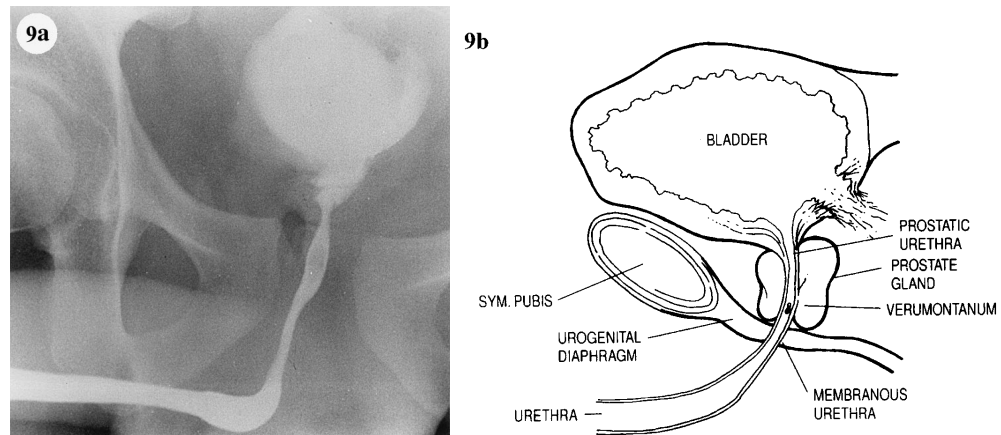 9a
9b
BLADDER
PROSTATIC
URETHRA
PROSTATE
GLAND
VERUMONTANUM
SYM. PUBIS
UROGENITAL
DIAPHRAGM
MEMBRANOUS
URETHRA
URETHRA